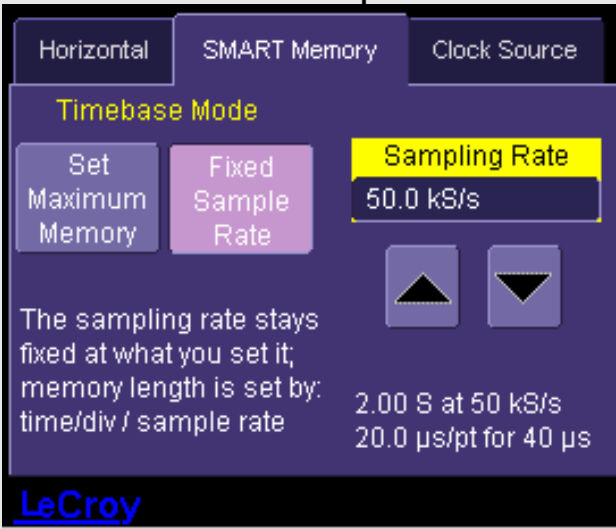 Horizontal
SMART Memory
Clock Source
Timebase Mode
Set
Maximum
Memory
Fixed
Sample
Rate
Sampling Rate
50.0 kS/s
The sampling rate stays
fixed at what you set it;
memory length is set by:
time/div / sample rate
2.00 S at 50 kS/s
20.0 µs/pt for 40 µs
LeCroy